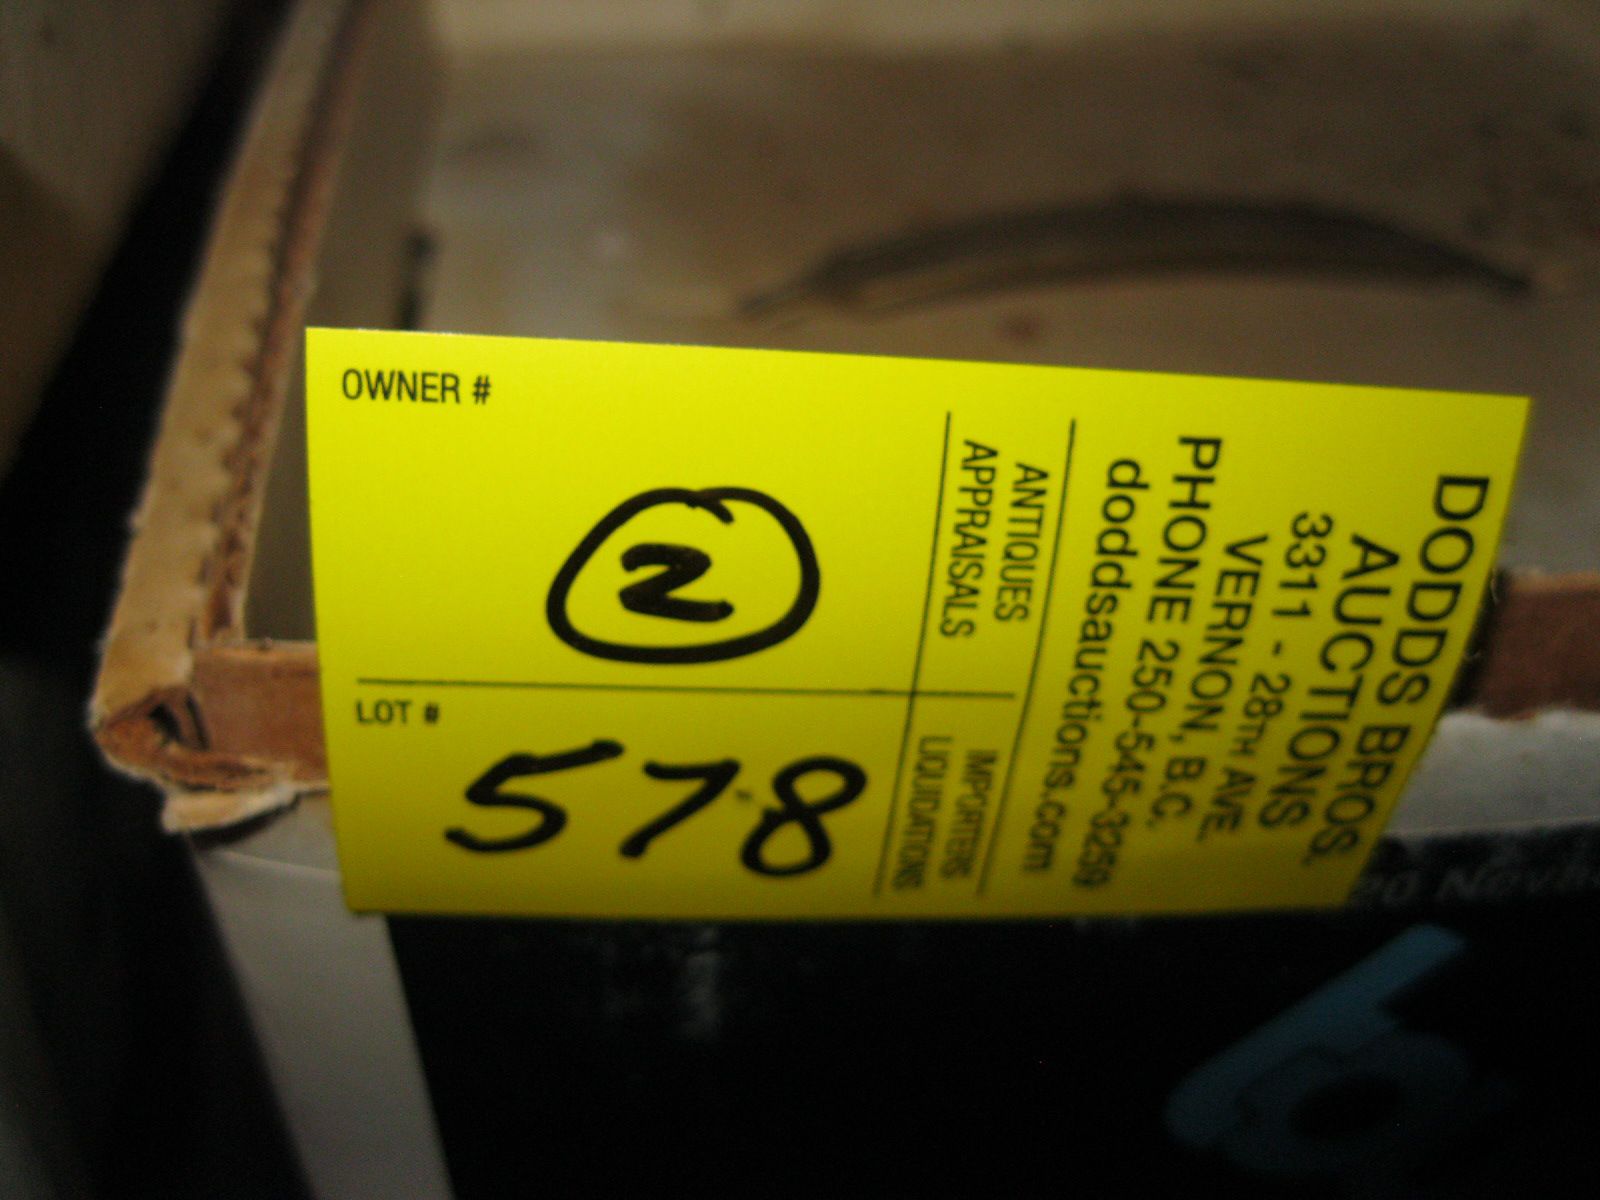 OWNER #
2
LOT #
578
DODDS BROS.
AUCTIONS
3311 - 28TH AVE.
VERNON, B.C.
PHONE 250-545-3259
doddsauctions.com
ANTIQUES
APPRAISALS
IMPORTERS
LIQUIDATIONS
20